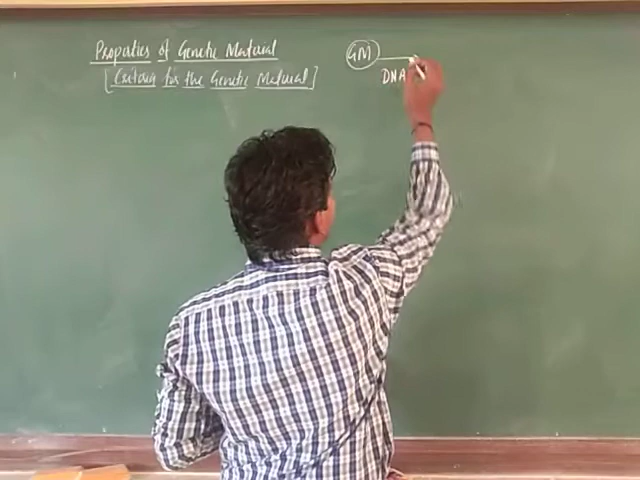 Properties of Genetic Material
[Criteria for the Genetic Material]
GM
DNA